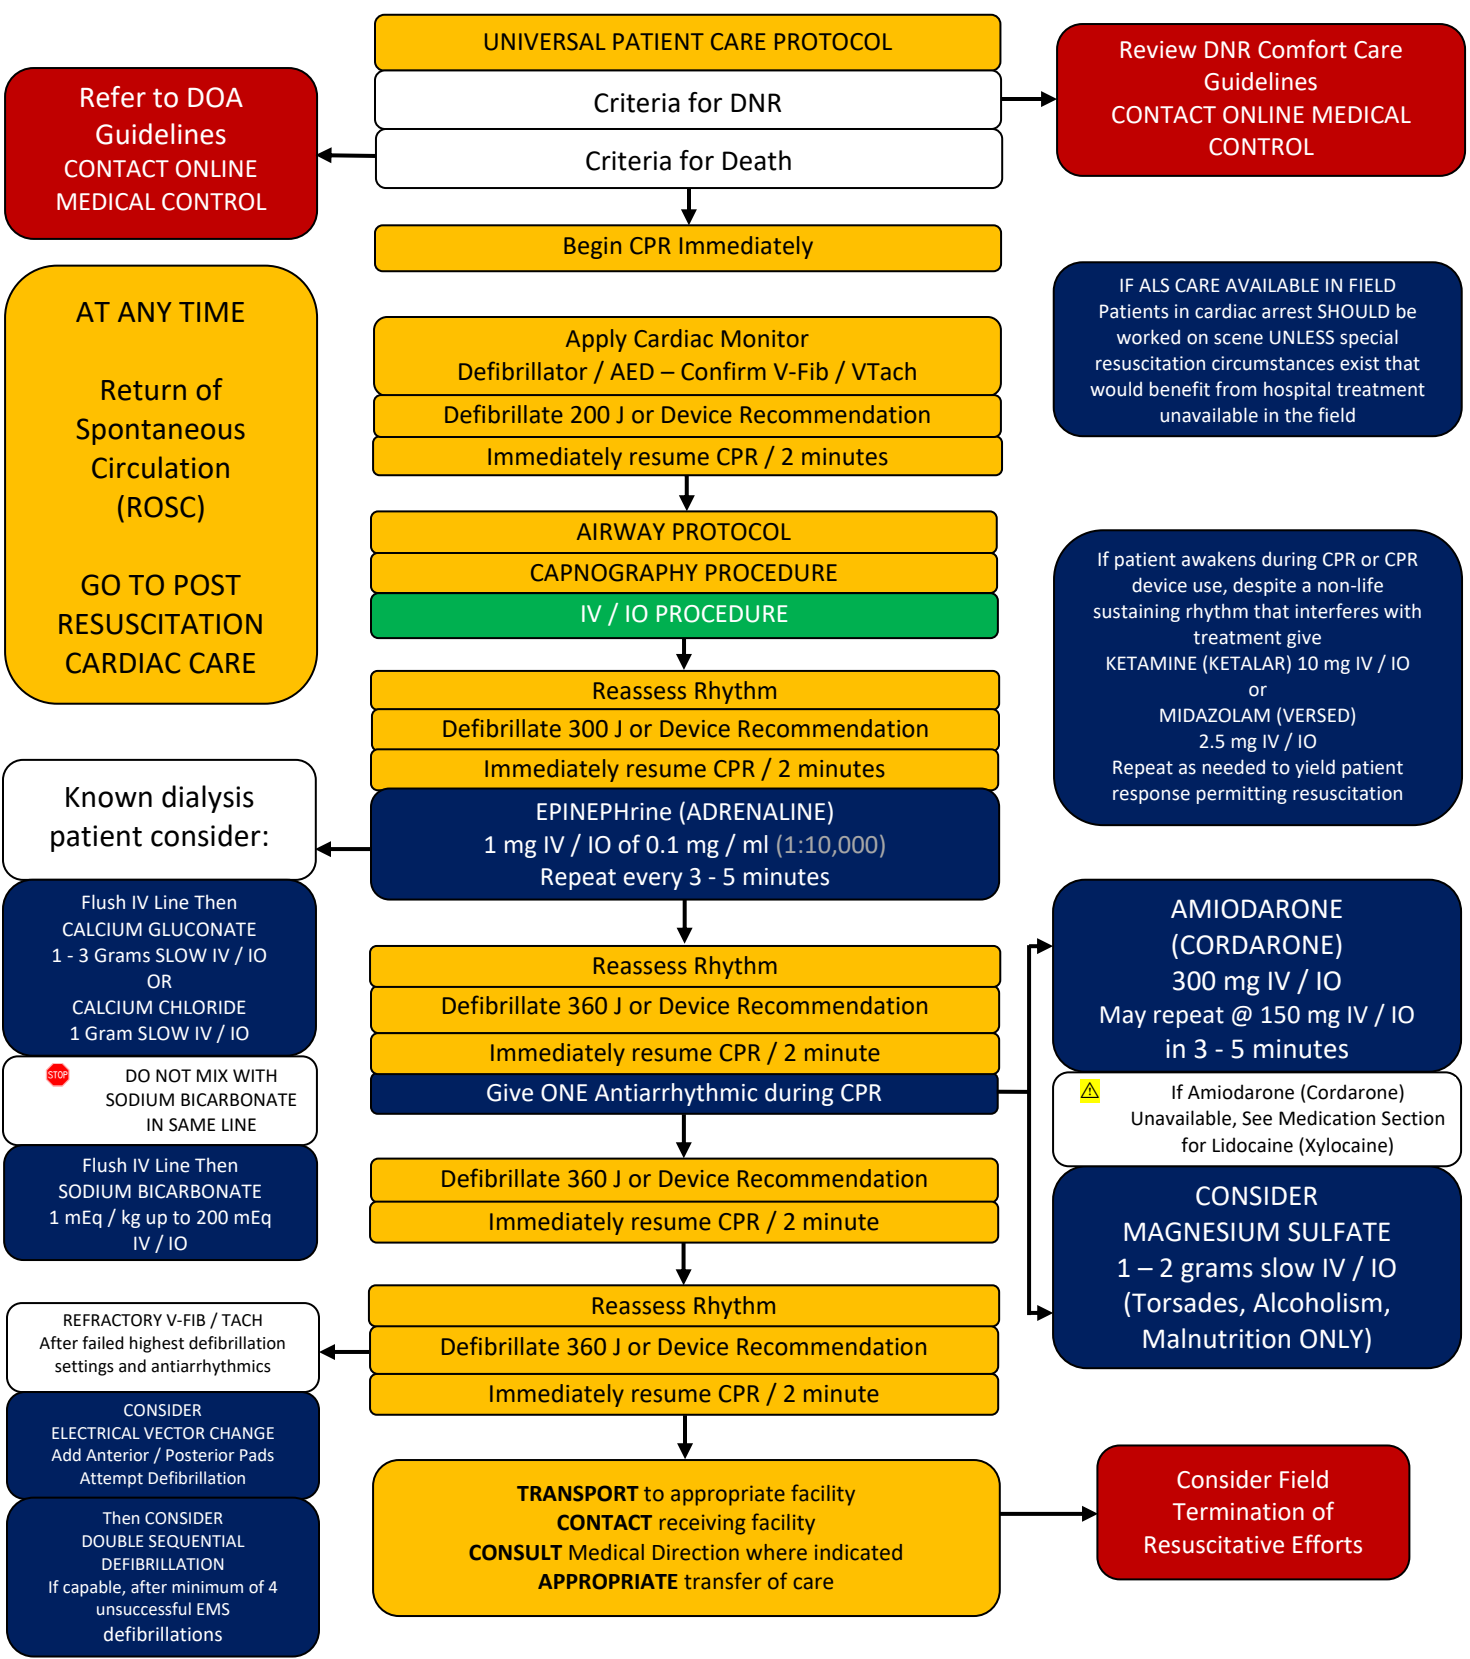 UNIVERSAL PATIENT CARE PROTOCOL
Criteria for DNR
Criteria for Death
Review DNR Comfort Care
Guidelines
CONTACT ONLINE MEDICAL
CONTROL
Refer to DOA
Guidelines
CONTACT ONLINE
MEDICAL CONTROL
Begin CPR Immediately
AT ANY TIME
Return of
Spontaneous
Circulation
(ROSC)
GO TO POST
RESUSCITATION
CARDIAC CARE
Apply Cardiac Monitor
Defibrillator / AED – Confirm V-Fib / VTach
Defibrillate 200 J or Device Recommendation
Immediately resume CPR / 2 minutes
IF ALS CARE AVAILABLE IN FIELD
Patients in cardiac arrest SHOULD be
worked on scene UNLESS special
resuscitation circumstances exist that
would benefit from hospital treatment
unavailable in the field
AIRWAY PROTOCOL
CAPNOGRAPHY PROCEDURE
IV / IO PROCEDURE
If patient awakens during CPR or CPR
device use, despite a non-life
sustaining rhythm that interferes with
treatment give
KETAMINE (KETALAR) 10 mg IV / IO
or
MIDAZOLAM (VERSED)
2.5 mg IV / IO
Repeat as needed to yield patient
response permitting resuscitation
Reassess Rhythm
Defibrillate 300 J or Device Recommendation
Immediately resume CPR / 2 minutes
EPINEPHrine (ADRENALINE)
1 mg IV / IO of 0.1 mg / ml (1:10,000)
Repeat every 3 - 5 minutes
Known dialysis
patient consider:
Flush IV Line Then
CALCIUM GLUCONATE
1 - 3 Grams SLOW IV / IO
OR
CALCIUM CHLORIDE
1 Gram SLOW IV / IO
STOP
DO NOT MIX WITH
SODIUM BICARBONATE
IN SAME LINE
Flush IV Line Then
SODIUM BICARBONATE
1 mEq / kg up to 200 mEq
IV / IO
Reassess Rhythm
Defibrillate 360 J or Device Recommendation
Immediately resume CPR / 2 minute
Give ONE Antiarrhythmic during CPR
AMIODARONE
(CORDARONE)
300 mg IV / IO
May repeat @ 150 mg IV / IO
in 3 - 5 minutes
If Amiodarone (Cordarone)
Unavailable, See Medication Section
for Lidocaine (Xylocaine)
CONSIDER
MAGNESIUM SULFATE
1 – 2 grams slow IV / IO
(Torsades, Alcoholism,
Malnutrition ONLY)
Defibrillate 360 J or Device Recommendation
Immediately resume CPR / 2 minute
Reassess Rhythm
Defibrillate 360 J or Device Recommendation
Immediately resume CPR / 2 minute
REFRACTORY V-FIB / TACH
After failed highest defibrillation
settings and antiarrhythmics
CONSIDER
ELECTRICAL VECTOR CHANGE
Add Anterior / Posterior Pads
Attempt Defibrillation
Then CONSIDER
DOUBLE SEQUENTIAL
DEFIBRILLATION
If capable, after minimum of 4
unsuccessful EMS
defibrillations
TRANSPORT to appropriate facility
CONTACT receiving facility
CONSULT Medical Direction where indicated
APPROPRIATE transfer of care
Consider Field
Termination of
Resuscitative Efforts